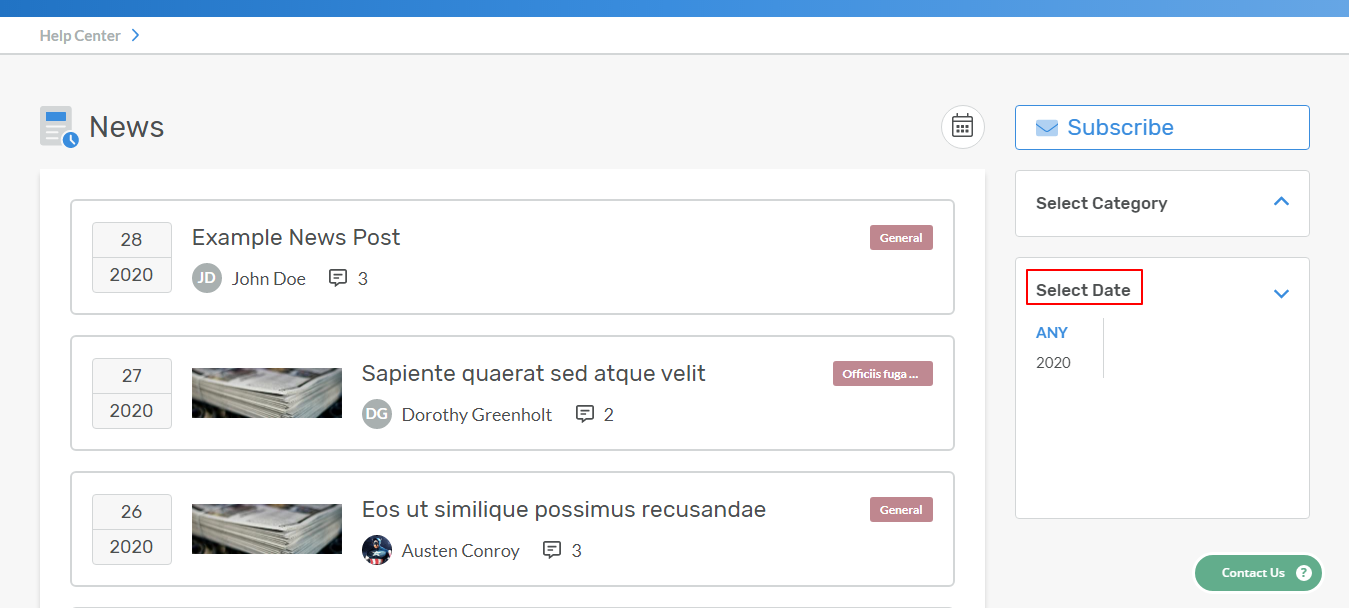 Help Center
News
Subscribe
28
2020
Example News Post
General
JD John Doe 3
27
2020
Sapiente quaerat sed atque velit
Officiis fuga ...
DG Dorothy Greenholt 2
26
2020
Eos ut similique possimus recusandae
General
Austen Conroy 3
Select Category
Select Date
ANY
2020
Contact Us ?